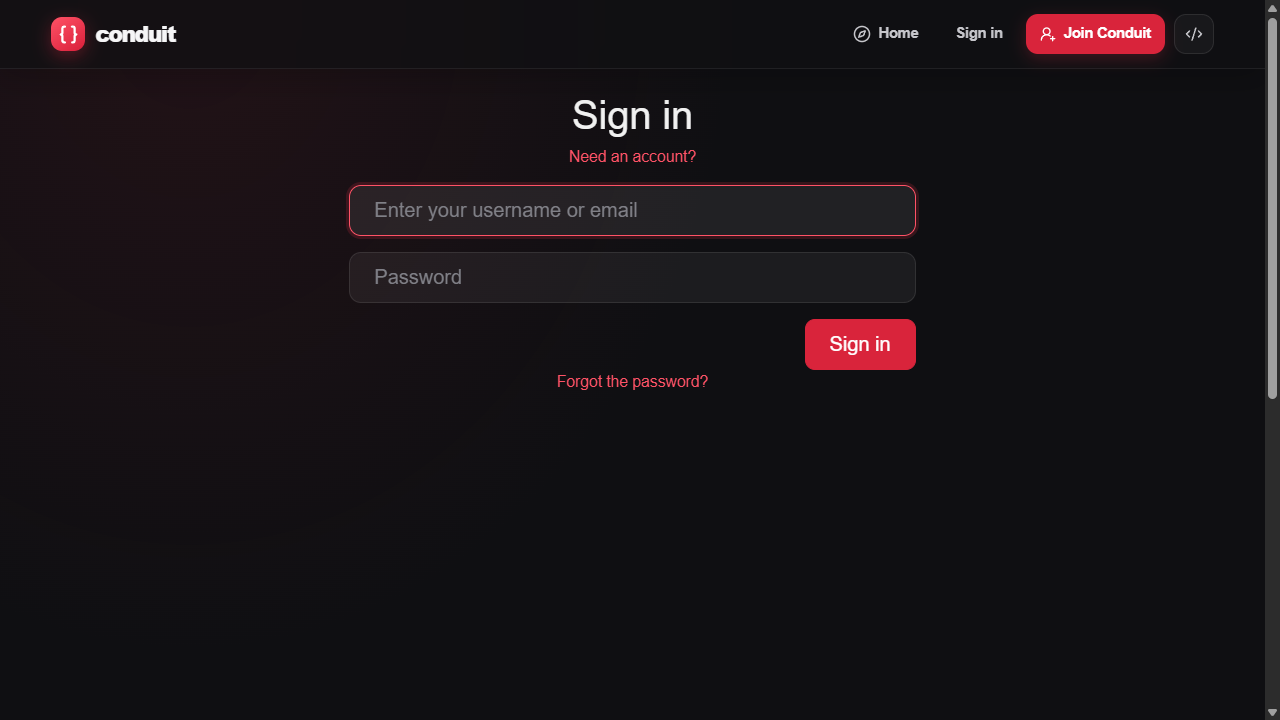 { } conduit
Home
Sign in
Join Conduit
</>
Sign in
Need an account?
Enter your username or email
Password
Sign in
Forgot the password?